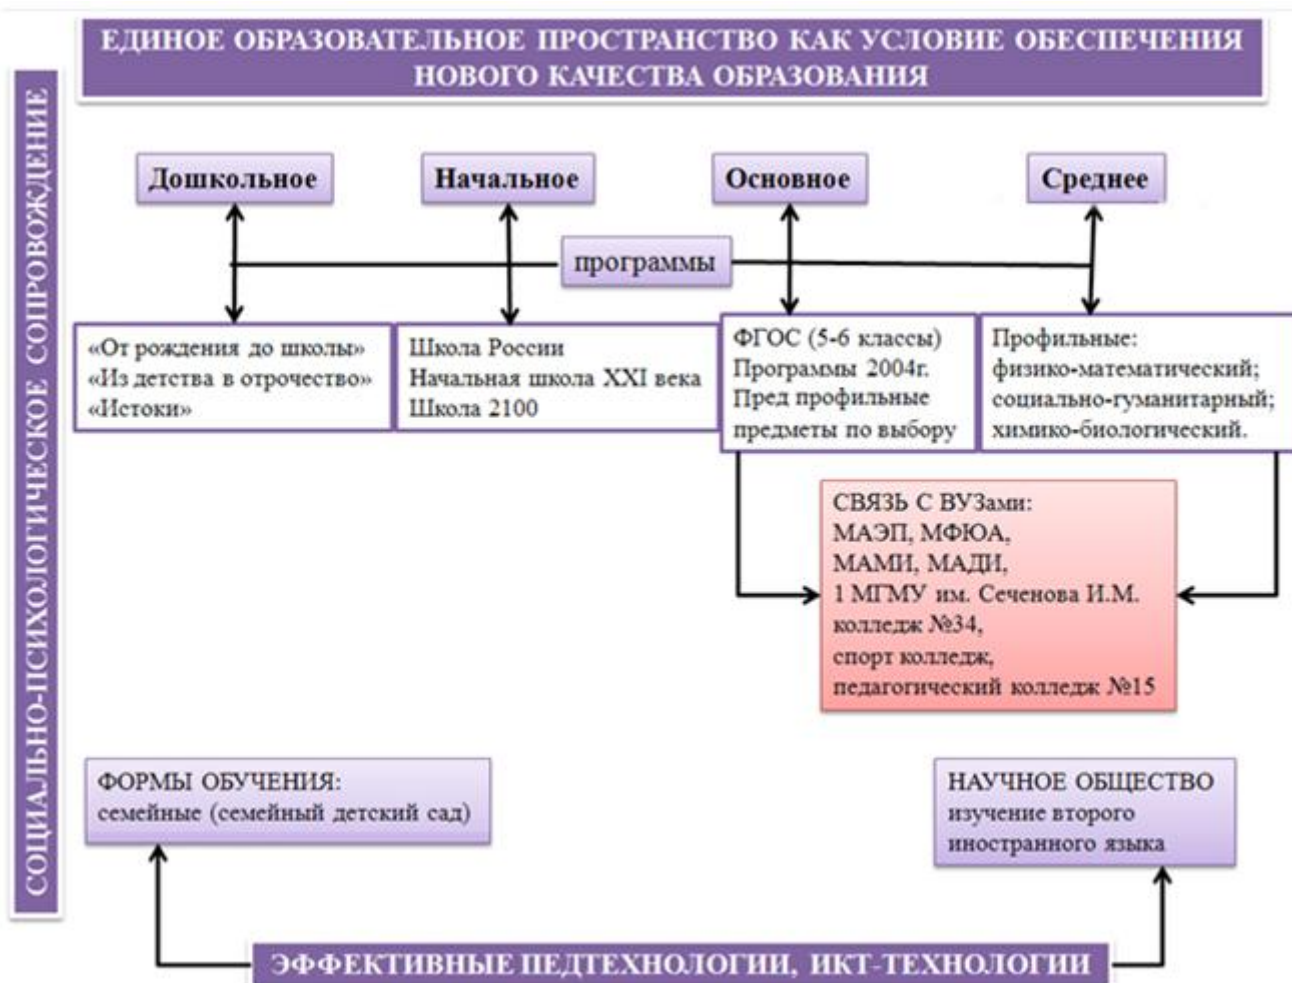 ЕДИНОЕ ОБРАЗОВАТЕЛЬНОЕ ПРОСТРАНСТВО КАК УСЛОВИЕ ОБЕСПЕЧЕНИЯ
НОВОГО КАЧЕСТВА ОБРАЗОВАНИЯ
СОЦИАЛЬНО-ПСИХОЛОГИЧЕСКОЕ СОПРОВОЖДЕНИЕ
Дошкольное
Начальное
Основное
Среднее
программы
«От рождения до школы»
«Из детства в отрочество»
«Истоки»
Школа России
Начальная школа XXI века
Школа 2100
ФГОС (5-6 классы)
Программы 2004г.
Пред профильные
предметы по выбору
Профильные:
физико-математический;
социально-гуманитарный;
химико-биологический.
СВЯЗЬ С ВУЗами:
МАЭП, МФЮА,
МАМИ, МАДИ,
1 МГМУ им. Сеченова И.М.
колледж №34,
спорт колледж,
педагогический колледж №15
ФОРМЫ ОБУЧЕНИЯ:
семейные (семейный детский сад)
НАУЧНОЕ ОБЩЕСТВО
изучение второго
иностранного языка
ЭФФЕКТИВНЫЕ ПЕДТЕХНОЛОГИИ, ИКТ-ТЕХНОЛОГИИ